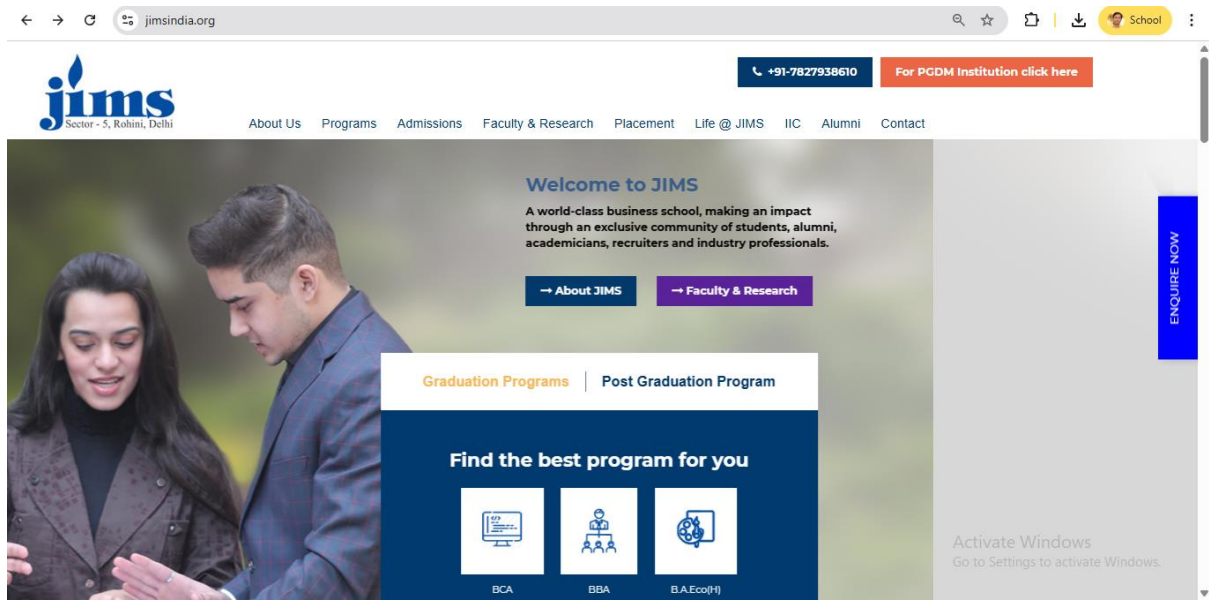 jimsindia.org
School
jims
Sector - 5, Rohini, Delhi
+91-7827938610
For PGDM Institution click here
About Us
Programs
Admissions
Faculty & Research
Placement
Life @ JIMS
IIC
Alumni
Contact
Welcome to JIMS
A world-class business school, making an impact
through an exclusive community of students, alumni,
academicians, recruiters and industry professionals.
→ About JIMS
→ Faculty & Research
ENQUIRE NOW
Graduation Programs
Post Graduation Program
Find the best program for you
BCA
BBA
B.A.Eco(H)
Activate Windows
Go to Settings to activate Windows.